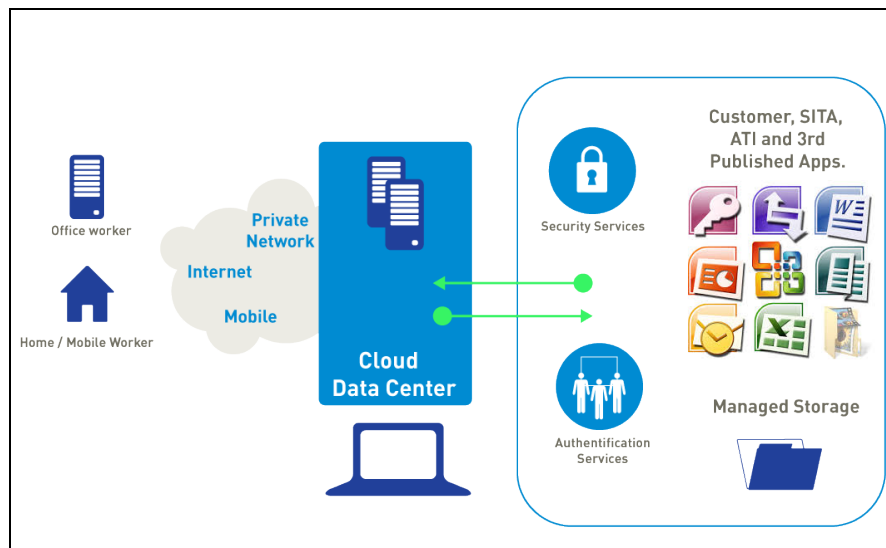 Office worker
Home / Mobile Worker
Private
Network
Internet
Mobile
Cloud
Data Center
Security Services
Authentification
Services
Customer, SITA,
ATI and 3rd
Published Apps.
W
Managed Storage